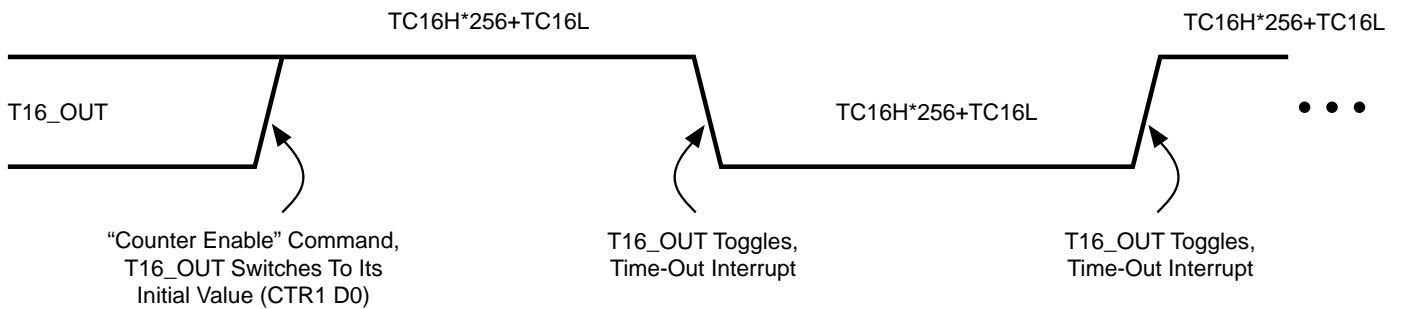 TC16H*256+TC16L
TC16H*256+TC16L
T16_OUT
TC16H*256+TC16L
“Counter Enable” Command,
T16_OUT Switches To Its
Initial Value (CTR1 D0)
T16_OUT Toggles,
Time-Out Interrupt
T16_OUT Toggles,
Time-Out Interrupt